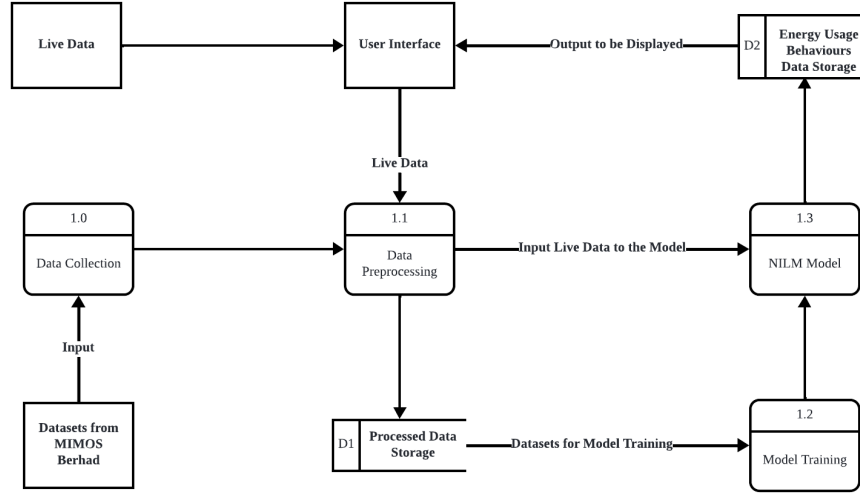 Live Data
User Interface
Output to be Displayed
D2
Energy Usage
Behaviours
Data Storage
Live Data
1.0
Data Collection
1.1
Data
Preprocessing
Input Live Data to the Model
1.3
NILM Model
Input
Datasets from
MIMOS
Berhad
D1
Processed Data
Storage
Datasets for Model Training
1.2
Model Training